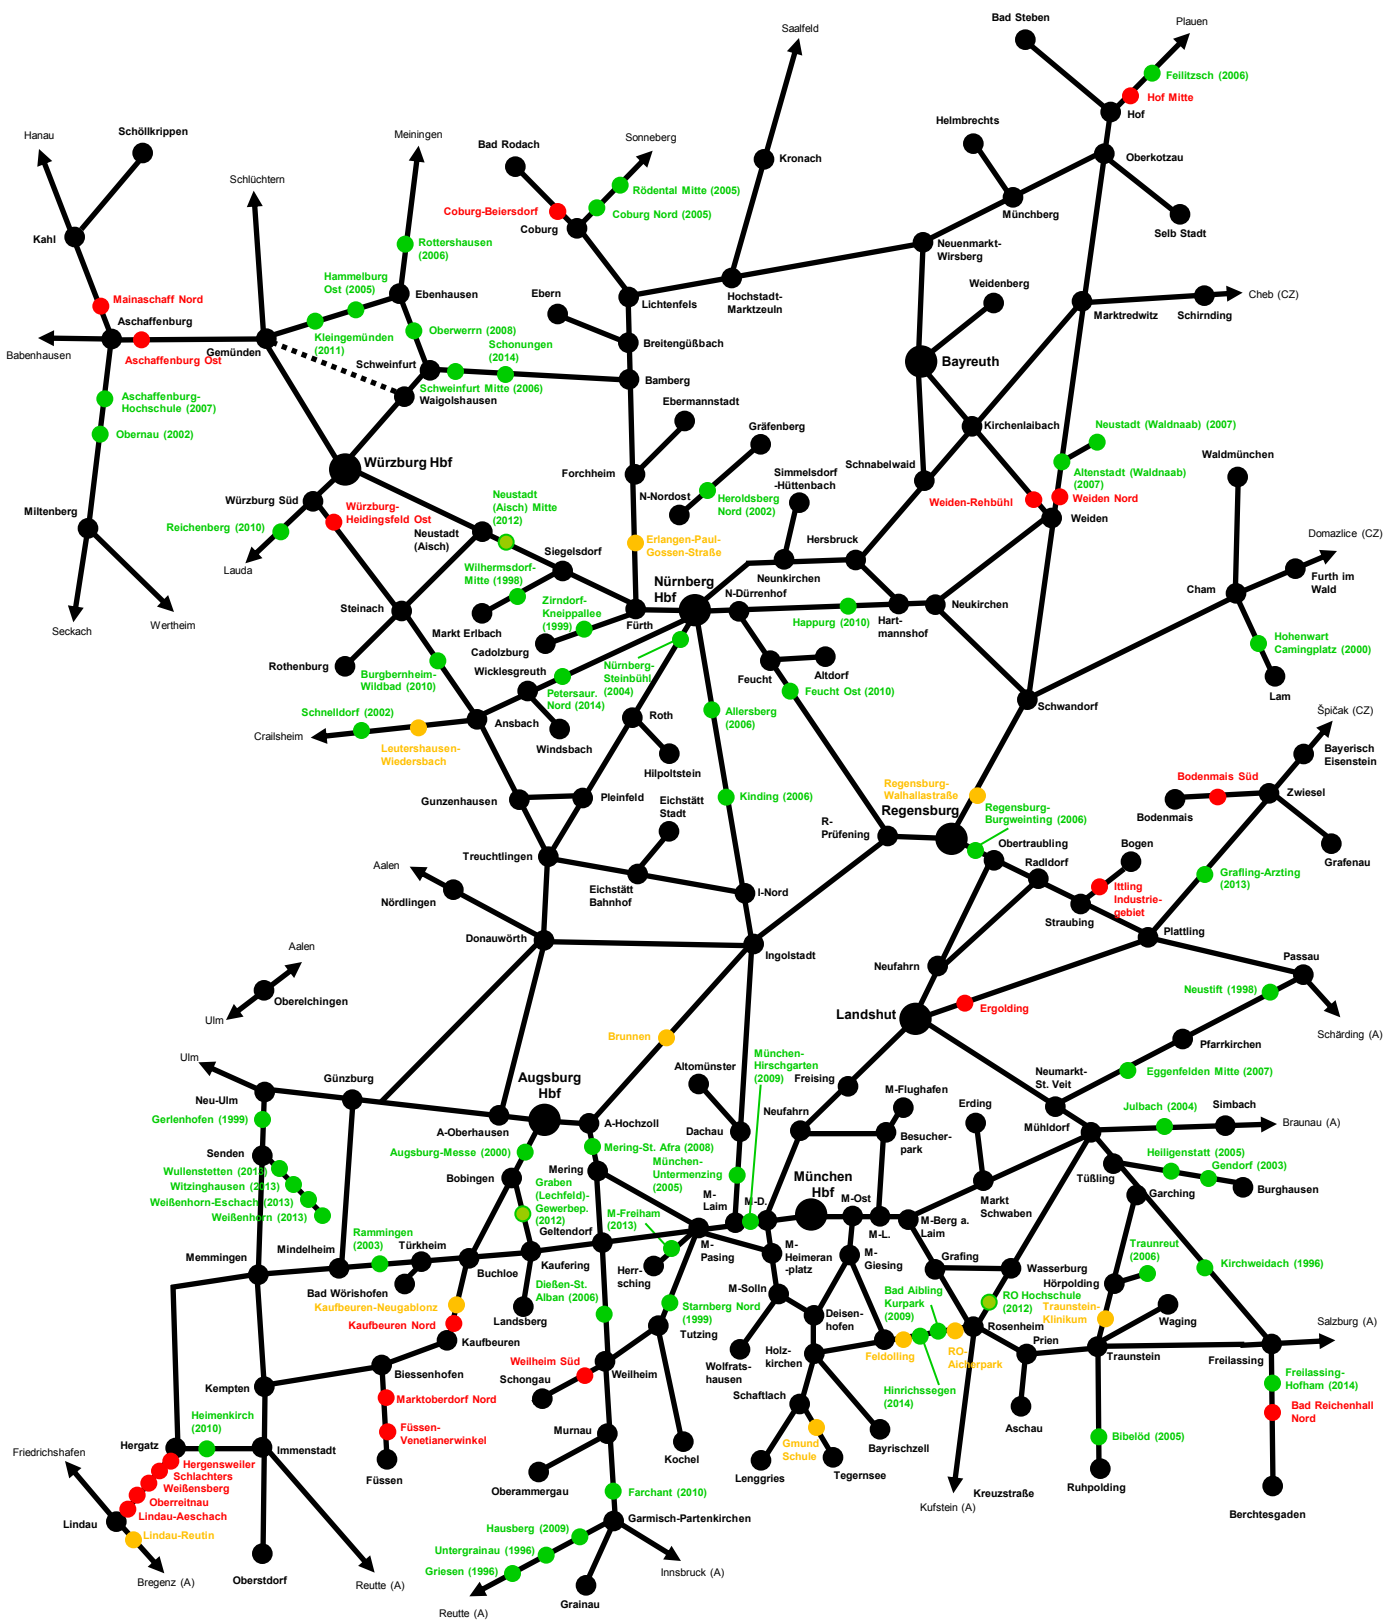 Bad Steben
Plauen
Saalfeld
Feilitzsch (2006)
Hof Mitte
Hof
Helmbrechts
Oberkotzau
Schöllkrippen
Hanau
Meiningen
Sonneberg
Bad Rodach
Kronach
Schlüchtern
Rödental Mitte (2005)
Coburg-Beiersdorf
Coburg Nord (2005)
Coburg
Münchberg
Selb Stadt
Kahl
Rottershausen
(2006)
Neuenmarkt-
Wirsberg
Hammelburg
Ost (2005)
Ebenhausen
Ebern
Lichtenfels
Hochstadt-
Marktzeuln
Weidenberg
Marktredwitz
Schirnding
Cheb (CZ)
Mainaschaff Nord
Aschaffenburg
Babenhausen
Aschaffenburg Ost
Gemünden
Kleingemünden
(2011)
Oberwerrn (2008)
Schonungen
(2014)
Schweinfurt
Schweinfurt Mitte (2006)
Waigolshausen
Breitengüßbach
Bamberg
Bayreuth
Aschaffenburg-
Hochschule (2007)
Obernau (2002)
Ebermannstadt
Gräfenberg
Kirchenlaibach
Neustadt (Waldnaab) (2007)
Würzburg Hbf
Forchheim
N-Nordost
Heroldsberg
Nord (2002)
Simmelsdorf
-Hüttenbach
Schnabelwaid
Altenstadt (Waldnaab)
(2007)
Waldmünchen
Weiden-Rehbühl
Weiden Nord
Weiden
Miltenberg
Würzburg Süd
Würzburg-
Heidingsfeld Ost
Reichenberg (2010)
Lauda
Neustadt
(Aisch) Mitte
(2012)
Neustadt
(Aisch)
Siegelsdorf
Erlangen-Paul-
Gossen-Straße
Hersbruck
Neunkirchen
Domazlice (CZ)
Furth im
Wald
Cham
Seckach
Wertheim
Steinach
Wilhermsdorf-
Mitte (1998)
Zirndorf-
Kneippallee
(1999)
Markt Erlbach
Cadolzburg
Fürth
Nürnberg
Hbf
N-Dürrenhof
Happurg (2010)
Hart-
mannshof
Neukirchen
Hohenwart
Camingplatz (2000)
Lam
Rothenburg
Burgbernheim-
Wildbad (2010)
Wicklesgreuth
Petersaur.
Nord (2014)
Nürnberg-
Steinbühl
(2004)
Feucht
Altdorf
Feucht Ost (2010)
Schwandorf
Schnelldorf (2002)
Crailsheim
Leutershausen-
Wiedersbach
Ansbach
Windsbach
Roth
Hilpoltstein
Allersberg
(2006)
Špičak (CZ)
Bayerisch
Eisenstein
Gunzenhausen
Pleinfeld
Eichstätt
Stadt
Kinding (2006)
Regensburg-
Walhallastraße
Regensburg
Regensburg-
Burgweinting
(2006)
Bodenmais Süd
Bodenmais
Zwiesel
Grafenau
R-
Prüfening
Obertraubling
Radldorf
Bogen
Treuchtlingen
Aalen
Nördlingen
Eichstätt
Bahnhof
I-Nord
Ittling
Industrie-
gebiet
Straubing
Grafling-Arzting
(2013)
Plattling
Donauwörth
Ingolstadt
Neufahrn
Passau
Aalen
Oberelchingen
Ulm
Landshut
Ergolding
Neustift (1998)
Schärding (A)
Ulm
Brunnen
Pfarrkirchen
Günzburg
Neu-Ulm
Augsburg
Hbf
Altomünster
München-
Hirschgarten
(2009)
Freising
M-Flughafen
Neumarkt-
St. Veit
Eggenfelden Mitte (2007)
Gerlenhofen (1999)
A-Oberhausen
A-Hochzoll
Dachau
Neufahrn
Erding
Besucher-
park
Mühldorf
Julbach (2004)
Simbach
Braunau (A)
Senden
Augsburg-Messe (2000)
Mering-St. Afra (2008)
München-
Untermenzing
(2005)
Heiligenstatt (2005)
Gendorf (2003)
Wullenstetten (2013)
Witzinghausen (2013)
Weißenhorn-Eschach (2013)
Weißenhorn (2013)
Bobingen
Mering
Graben
(Lechfeld)-
Gewerbep.
(2012)
München
Hbf
Markt
Schwaben
Tüßling
Garching
Burghausen
M-
Laim
M-D.
M-Ost
M-L.
M-Berg a.
Laim
Rammingen
(2003)
Türkheim
Geltendorf
M-Freiham
(2013)
M-
Pasing
M-
Heimeran
-platz
M-
Giesing
Grafing
Wasserburg
Traunreut
(2006)
Kirchweidach (1996)
Memmingen
Mindelheim
Bad Wörishofen
Buchloe
Kaufering
Herr-
sching
Hörpolding
Kaufbeuren-Neugablonz
Kaufbeuren Nord
Landsberg
Dießen-St.
Alban (2006)
Starnberg Nord
(1999)
Tutzing
M-Solln
Deisen-
hofen
Bad Aibling
Kurpark
(2009)
RO Hochschule
(2012)
Traunstein-
Klinikum
Waging
Salzburg (A)
Kaufbeuren
Rosenheim
Prien
Traunstein
Freilassing
Biessenhofen
Weilheim Süd
Schongau
Weilheim
Wolfrats-
hausen
Holz-
kirchen
Feldolling
RO-
Aicherpark
Hinrichssegen
(2014)
Freilassing-
Hofham (2014)
Kempten
Marktoberdorf Nord
Schaftlach
Bad Reichenhall
Nord
Heimenkirch
(2010)
Füssen-
Venetianerwinkel
Murnau
Kochel
Gmund
Schule
Bayrischzell
Aschau
Bibelöd (2005)
Friedrichshafen
Hergatz
Immenstadt
Hergensweiler
Schlachters
Weißensberg
Oberreitnau
Lindau-Aeschach
Füssen
Oberammergau
Lenggries
Tegernsee
Kreuzstraße
Ruhpolding
Farchant (2010)
Kufstein (A)
Berchtesgaden
Lindau
Lindau-Reutin
Garmisch-Partenkirchen
Hausberg (2009)
Untergrainau (1996)
Griesen (1996)
Innsbruck (A)
Bregenz (A)
Oberstdorf
Reutte (A)
Grainau
Reutte (A)